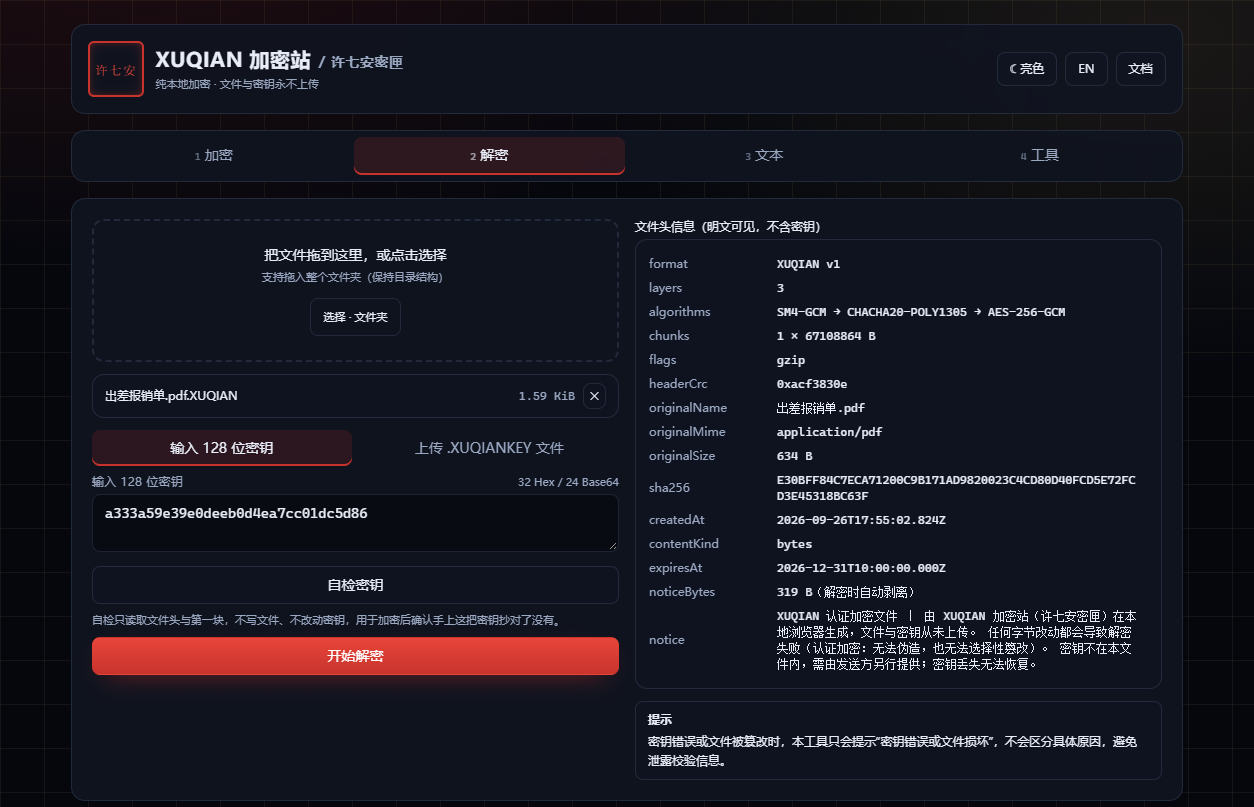 许七安
XUQIAN 加密站 / 许七安密匣
纯本地加密 · 文件与密钥永不上传
亮色
EN
文档
1 加密
2 解密
3 文本
4 工具
把文件拖到这里，或点击选择
支持拖入整个文件夹（保持目录结构）
选择 · 文件夹
出差报销单.pdf.XUQIAN 1.59 KiB ✕
输入 128 位密钥
上传 .XUQIANKEY 文件
输入 128 位密钥 32 Hex / 24 Base64
a333a59e39e0deeb0d4ea7cc01dc5d86
自检密钥
自检只读取文件头与第一块，不写文件、不改动密钥，用于加密后确认手上这把密钥抄对了没有。
开始解密
文件头信息（明文可见，不含密钥）
format XUQIAN v1
layers 3
algorithms SM4-GCM → CHACHA20-POLY1305 → AES-256-GCM
chunks 1 × 67108864 B
flags gzip
headerCrc 0xacf3830e
originalName 出差报销单.pdf
originalMime application/pdf
originalSize 634 B
sha256 E30BFF84C7ECA71200C9B171AD9820023C4CD80D40FCD5E72FC
D3E45318BC63F
createdAt 2026-09-26T17:55:02.824Z
contentKind bytes
expiresAt 2026-12-31T10:00:00.000Z
noticeBytes 319 B（解密时自动剥离）
notice XUQIAN 认证加密文件 ｜ 由 XUQIAN 加密站（许七安密匣）在本
地浏览器生成，文件与密钥从未上传。 任何字节改动都会导致解密
失败（认证加密：无法伪造，也无法选择性篡改）。 密钥不在本文
件内，需由发送方另行提供；密钥丢失无法恢复。
提示
密钥错误或文件被篡改时，本工具只会提示“密钥错误或文件损坏”，不会区分具体原因，避免
泄露校验信息。